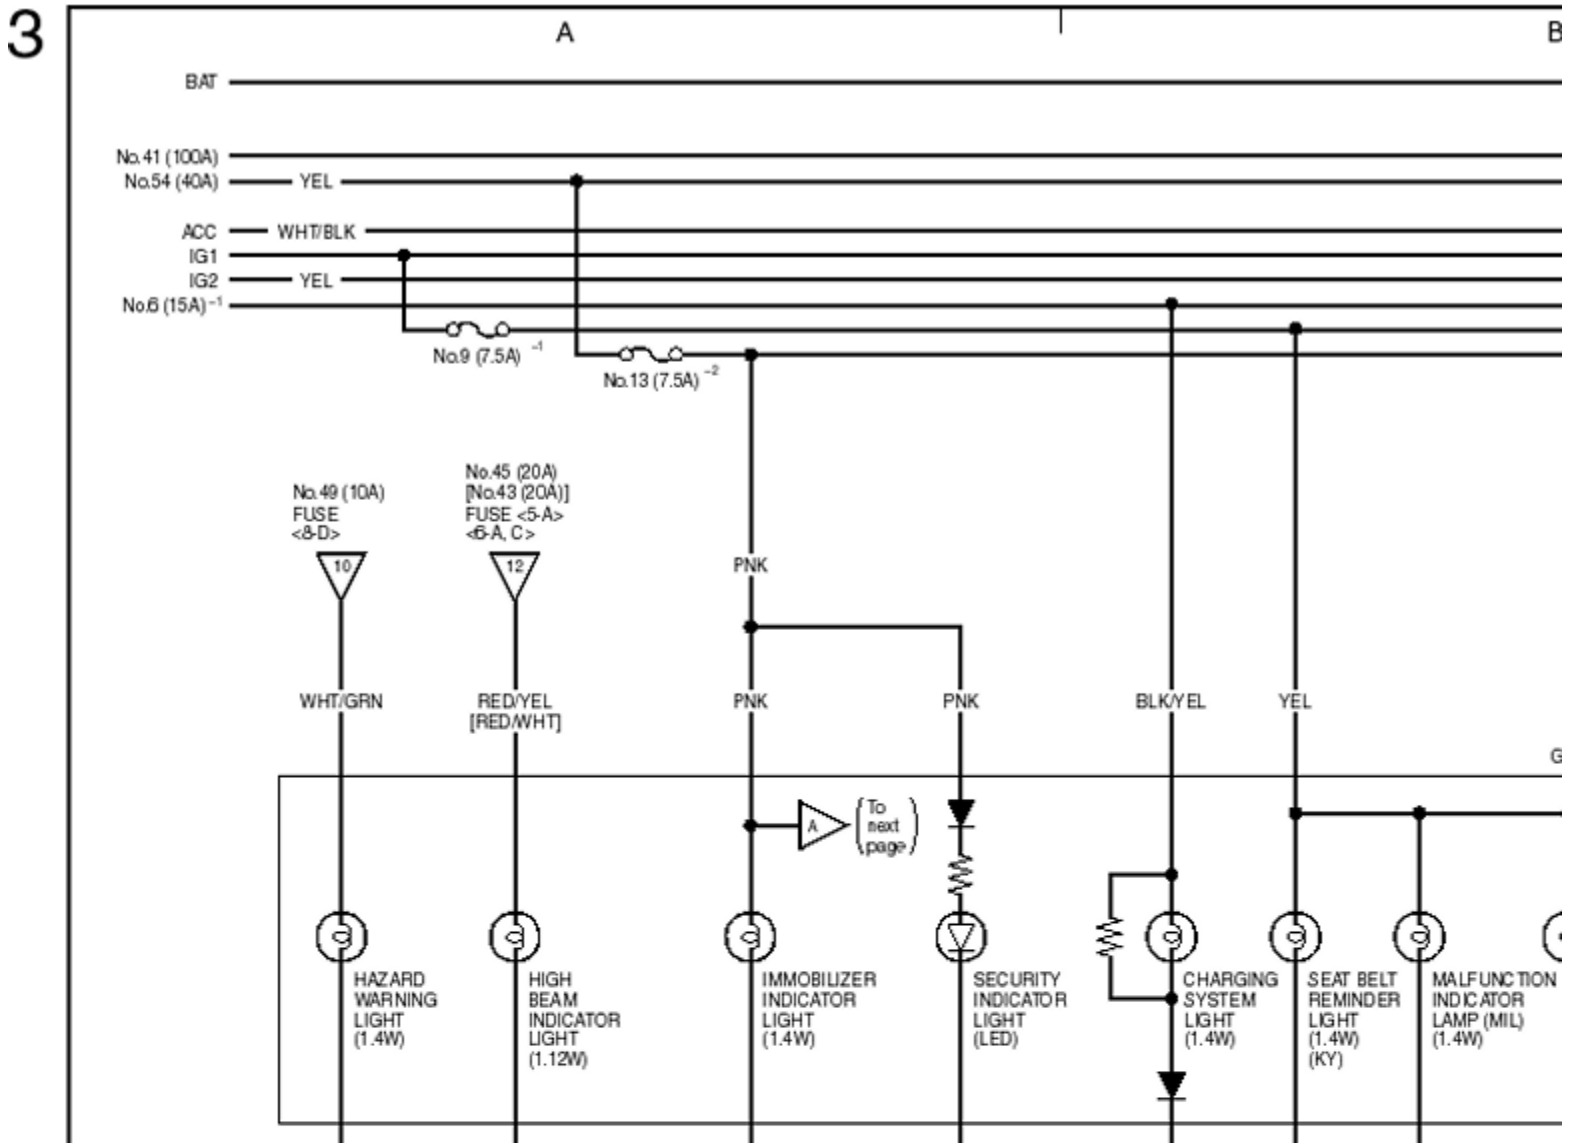 3
A
B
BAT
No.41 (100A)
No.54 (40A)
YEL
ACC
WHT/BLK
IG1
IG2
YEL
No.6 (15A) -1
No.9 (7.5A) -1
No.13 (7.5A) -2
No.49 (10A)
FUSE
<8-D>
10
No.45 (20A)
[No.43 (20A)]
FUSE <5-A>
<6-A, C>
12
PNK
WHT/GRN
RED/YEL
[RED/WHT]
PNK
PNK
BLK/YEL
YEL
G
A
(To
next
page)
HAZARD
WARNING
LIGHT
(1.4W)
HIGH
BEAM
INDICATOR
LIGHT
(1.12W)
IMMOBILIZER
INDICATOR
LIGHT
(1.4W)
SECURITY
INDICATOR
LIGHT
(LED)
CHARGING
SYSTEM
LIGHT
(1.4W)
SEAT BELT
REMINDER
LIGHT
(1.4W)
(KY)
MALFUNCTION
INDICATOR
LAMP (MIL)
(1.4W)